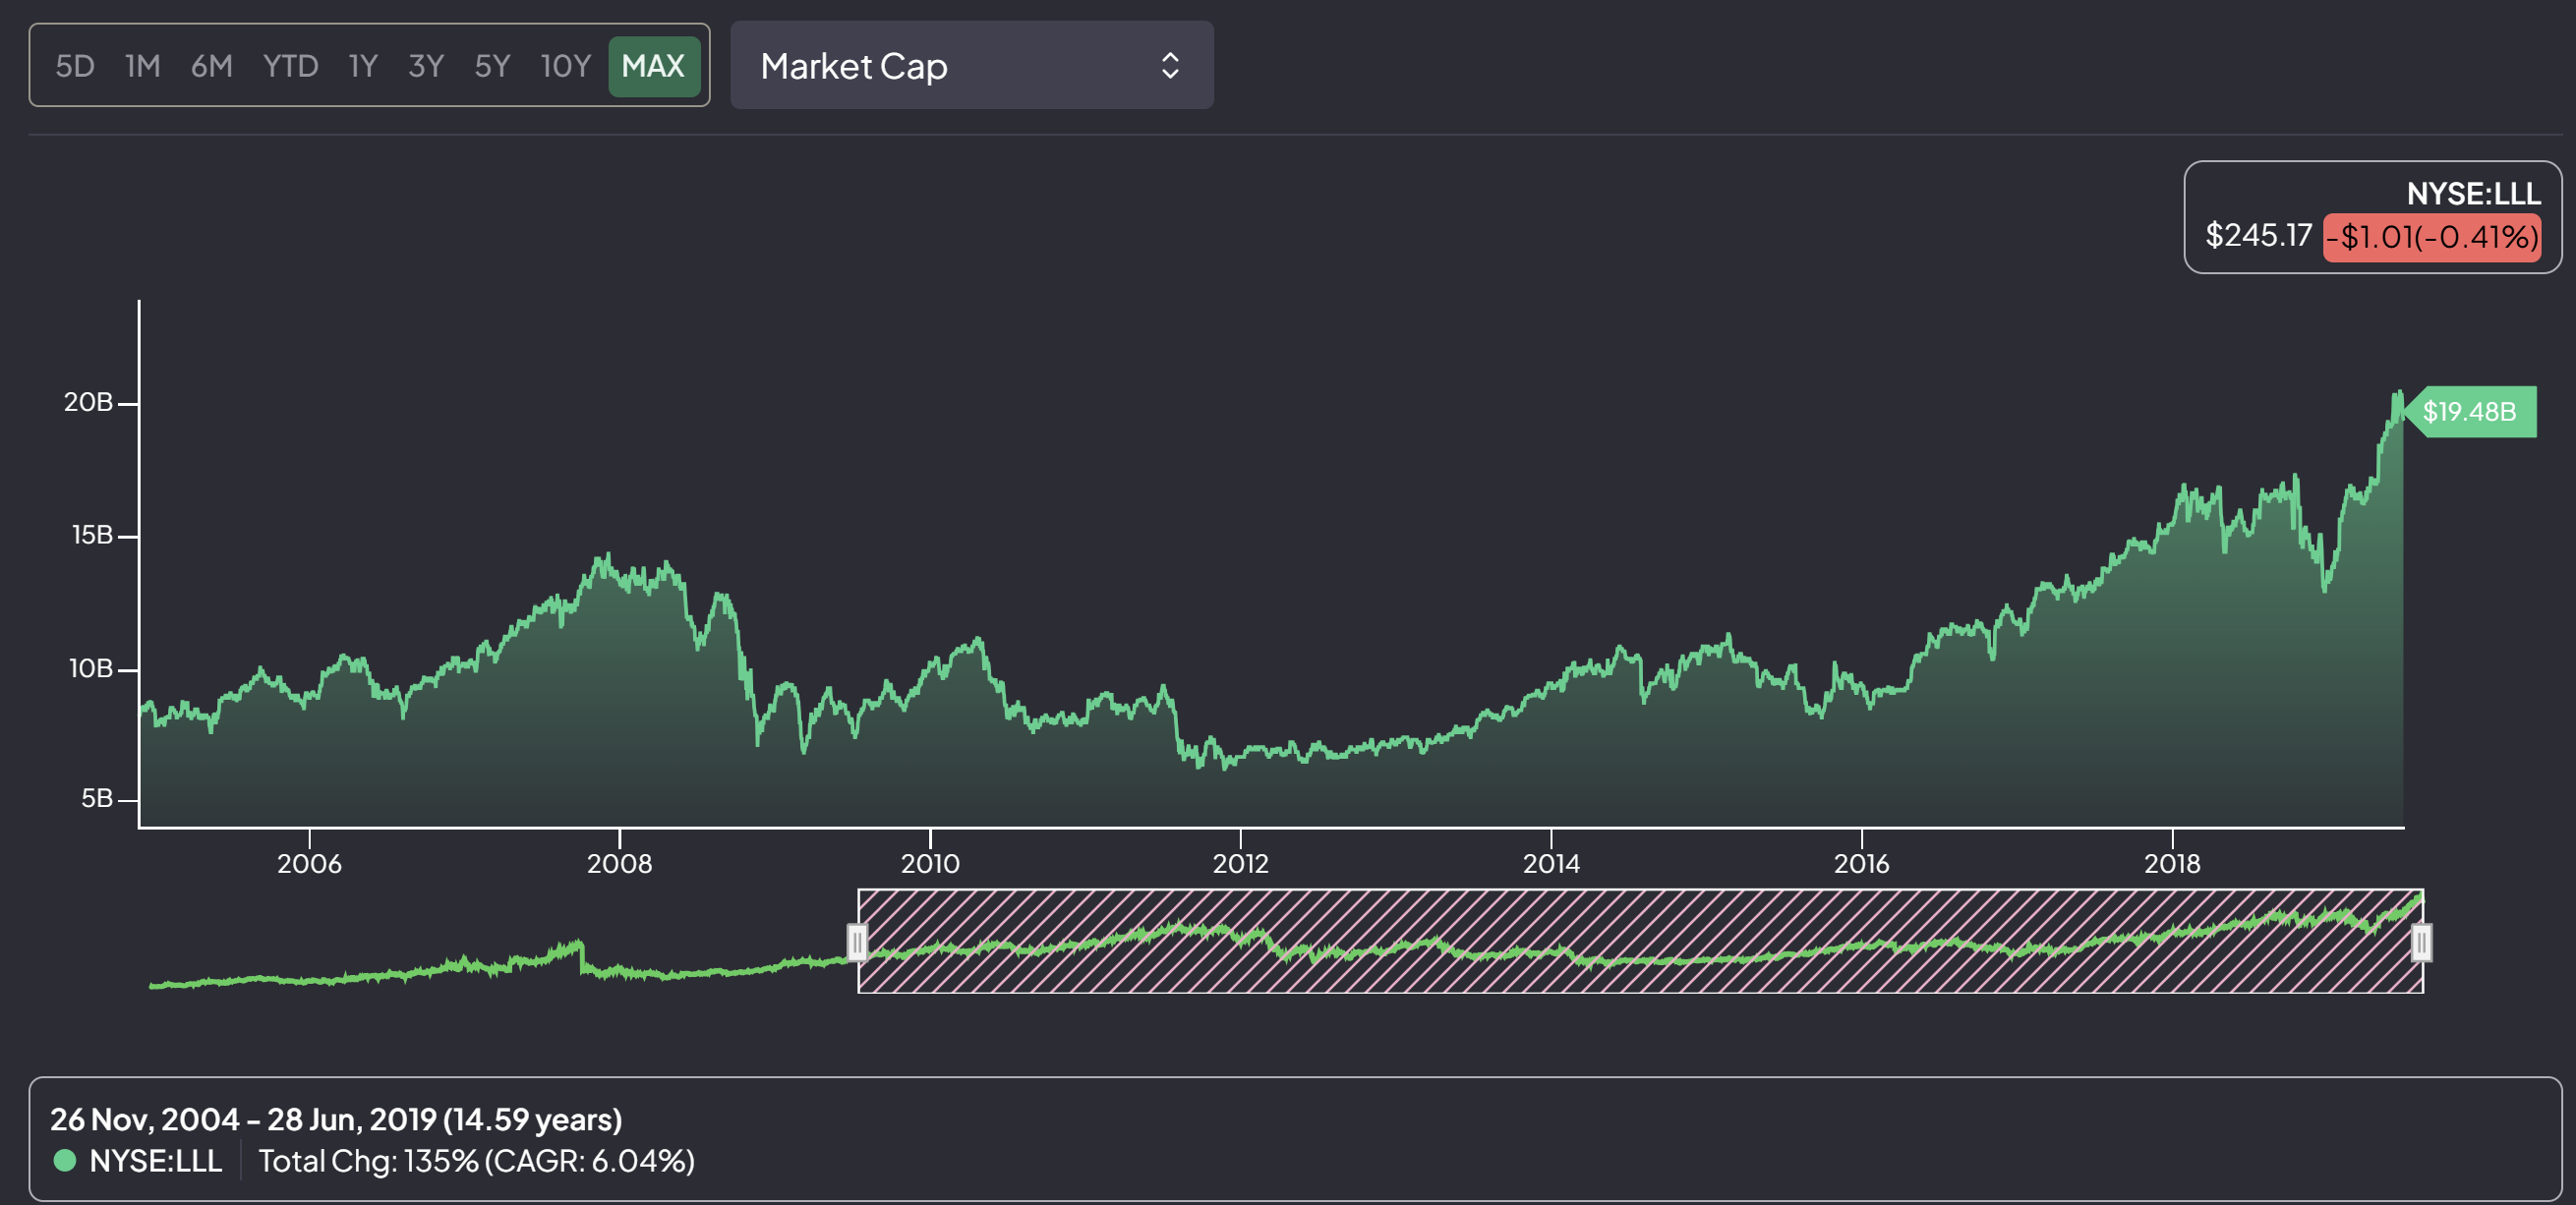 5D 1M 6M YTD 1Y 3Y 5Y 10Y MAX Market Cap
NYSE:LLL
$245.17 -$1.01(-0.41%)
20B
$19.48B
15B
10B
5B
2006 2008 2010 2012 2014 2016 2018
26 Nov, 2004 - 28 Jun, 2019 (14.59 years)
NYSE:LLL Total Chg: 135% (CAGR: 6.04%)